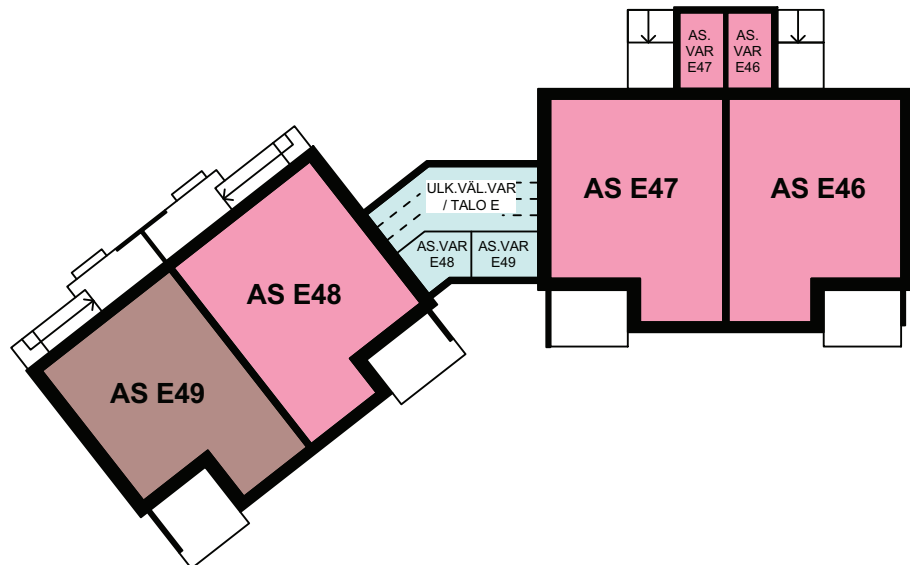 AS.
VAR
E47
AS.
VAR
E46
ULK.VÄL.VAR
/ TALO E
AS E47
AS E46
AS.VAR
E48
AS.VAR
E49
AS E48
AS E49